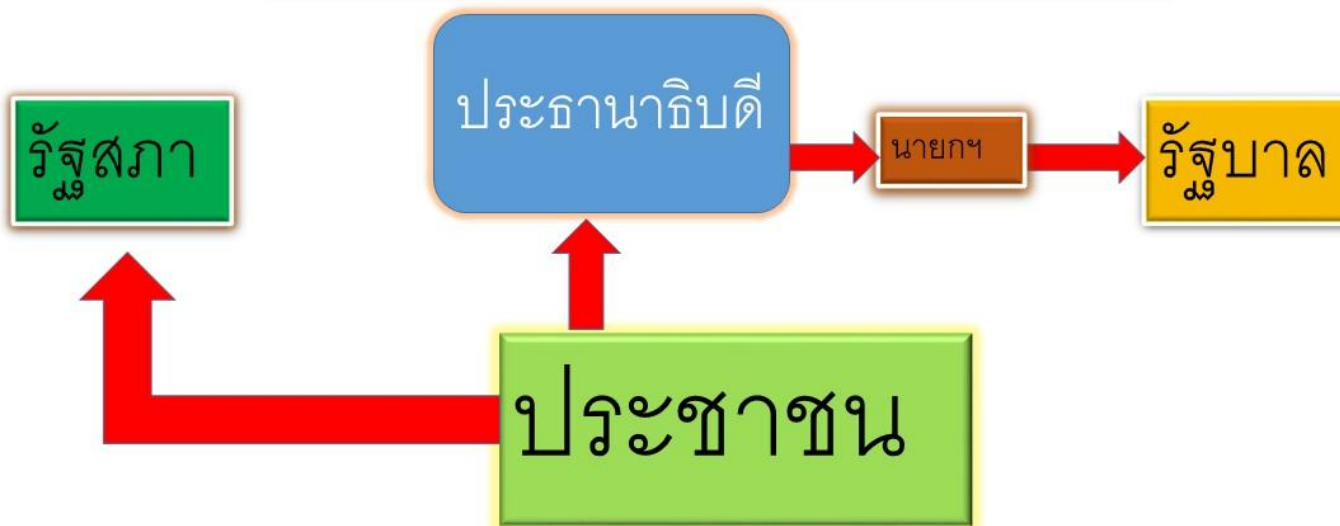 ประธานาธิบดี
รัฐสภา
นายกฯ
รัฐบาล
ประชาชน